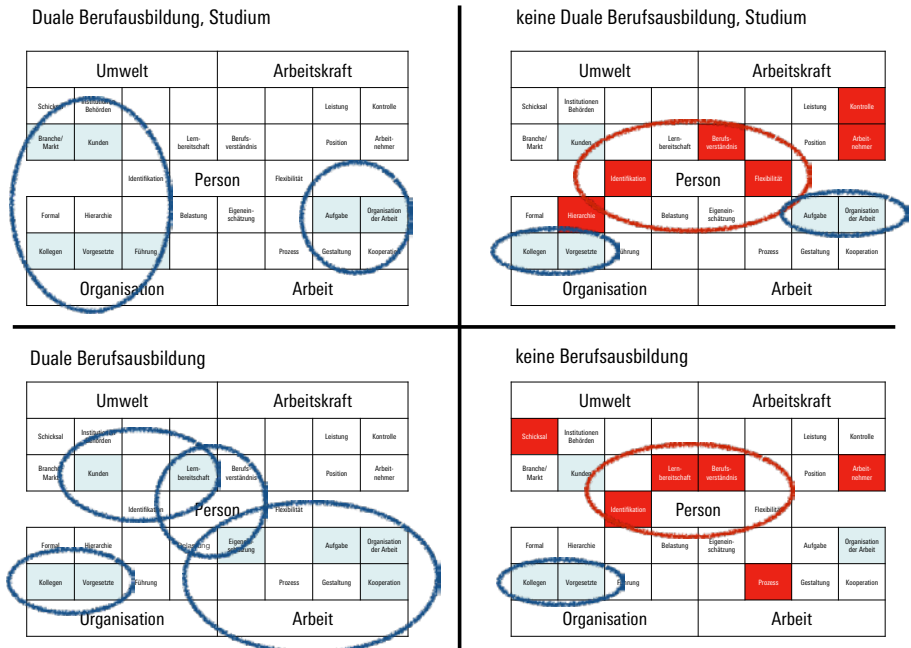 Duale Berufausbildung, Studium
Umwelt Arbeitskraft
Schicksal Institutionen Behörden Leistung Kontrolle
Branche/ Markt Kunden Lern- bereitschaft Berufs- verständnis Position Arbeit- nehmer
Identifikation Person Flexibilität
Formal Hierarchie Belastung Eigenein- schätzung Aufgabe Organisation der Arbeit
Kollegen Vorgesetzte Führung Prozess Gestaltung Kooperation
Organisation Arbeit
keine Duale Berufsausbildung, Studium
Umwelt Arbeitskraft
Schicksal Institutionen Behörden Leistung Kontrolle
Branche/ Markt Kunden Lern- bereitschaft Berufs- verständnis Position Arbeit- nehmer
Identifikation Person Flexibilität
Formal Hierarchie Belastung Eigenein- schätzung Aufgabe Organisation der Arbeit
Kollegen Vorgesetzte Führung Prozess Gestaltung Kooperation
Organisation Arbeit
Duale Berufsausbildung
Umwelt Arbeitskraft
Schicksal Institutionen Behörden Leistung Kontrolle
Branche/ Markt Kunden Lern- bereitschaft Berufs- verständnis Position Arbeit- nehmer
Identifikation Person Flexibilität
Formal Hierarchie Belastung Eigenein- schätzung Aufgabe Organisation der Arbeit
Kollegen Vorgesetzte Führung Prozess Gestaltung Kooperation
Organisation Arbeit
keine Berufsausbildung
Umwelt Arbeitskraft
Schicksal Institutionen Behörden Leistung Kontrolle
Branche/ Markt Kunden Lern- bereitschaft Berufs- verständnis Position Arbeit- nehmer
Identifikation Person Flexibilität
Formal Hierarchie Belastung Eigenein- schätzung Aufgabe Organisation der Arbeit
Kollegen Vorgesetzte Führung Prozess Gestaltung Kooperation
Organisation Arbeit